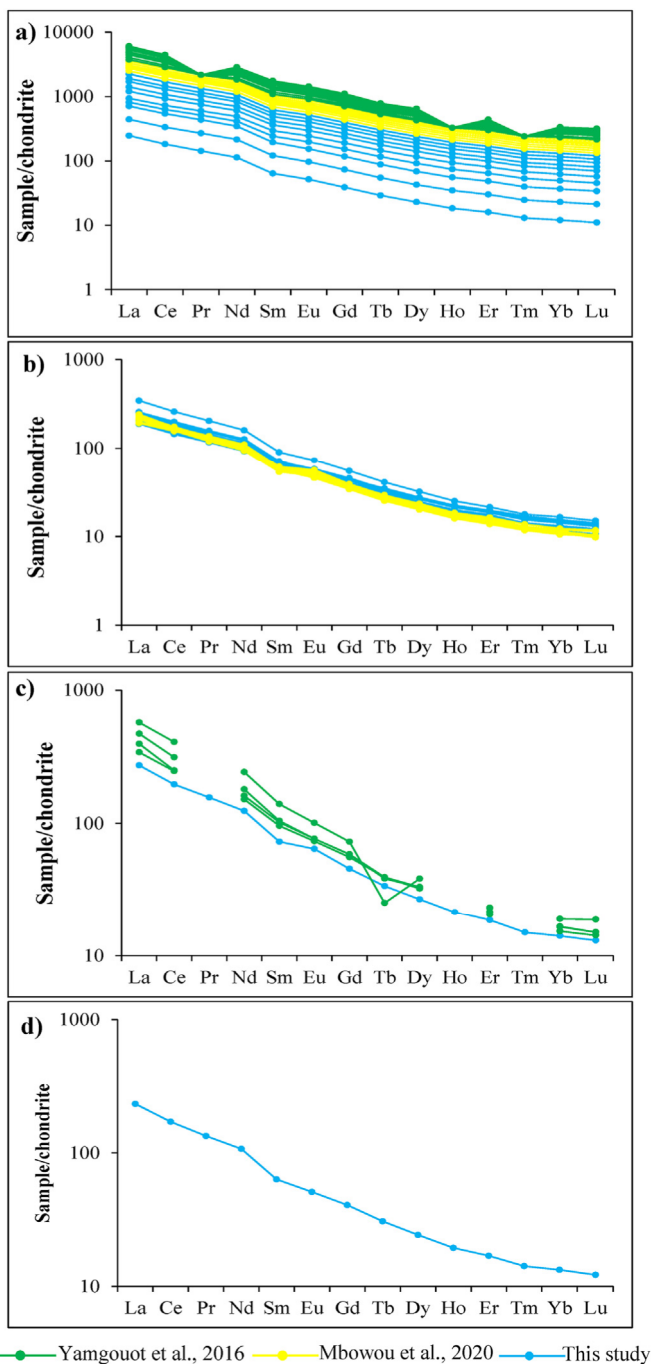 a)
Sample/chondrite
10000
1000
100
10
1
La Ce Pr Nd Sm Eu Gd Tb Dy Ho Er Tm Yb Lu
b)
Sample/chondrite
1000
100
10
1
La Ce Pr Nd Sm Eu Gd Tb Dy Ho Er Tm Yb Lu
c)
Sample/chondrite
1000
100
10
La Ce Pr Nd Sm Eu Gd Tb Dy Ho Er Tm Yb Lu
d)
Sample/chondrite
1000
100
10
La Ce Pr Nd Sm Eu Gd Tb Dy Ho Er Tm Yb Lu
Yamgouot et al., 2016 Mbowou et al., 2020 This study